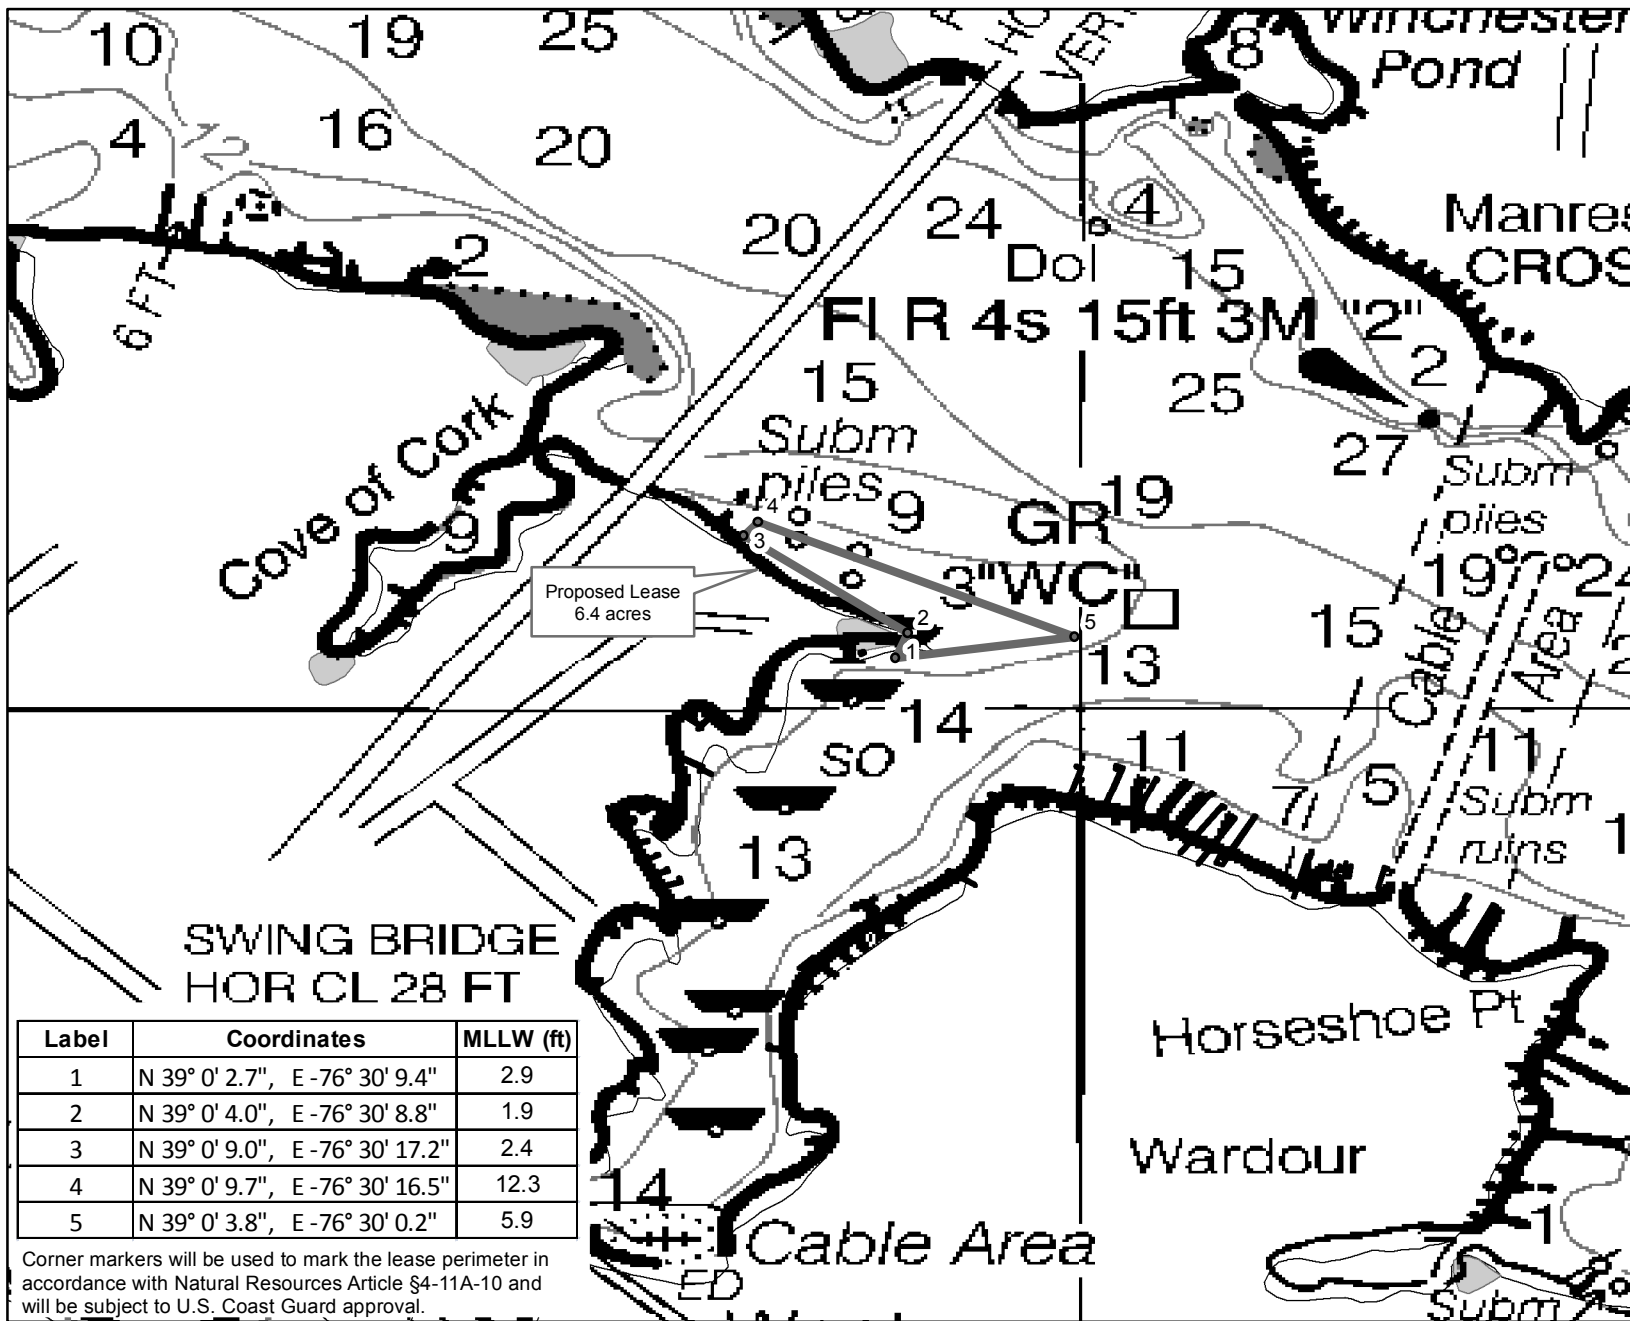 10
19
25
8
Pond
4
12
16
20
20
24
4
Dol
15
Manres
CROS
2
6 FT
Fl R 4s 15ft 3M "2"
2
15
25
27
Cove of Cork
9
Subm
piles
9
GR
19
3"WC"
Subm
piles
19
24
15
13
Cable
Area
4
3
2
1
5
Proposed Lease
6.4 acres
14
SO
11
11
5
7
Subm
ruins
13
SWING BRIDGE
HOR CL 28 FT
Horseshoe Pt
Wardour
14
Cable Area
1
Subm
Label Coordinates MLLW (ft)
1 N 39° 0' 2.7", E -76° 30' 9.4" 2.9
2 N 39° 0' 4.0", E -76° 30' 8.8" 1.9
3 N 39° 0' 9.0", E -76° 30' 17.2" 2.4
4 N 39° 0' 9.7", E -76° 30' 16.5" 12.3
5 N 39° 0' 3.8", E -76° 30' 0.2" 5.9
Corner markers will be used to mark the lease perimeter in
accordance with Natural Resources Article §4-11A-10 and
will be subject to U.S. Coast Guard approval.